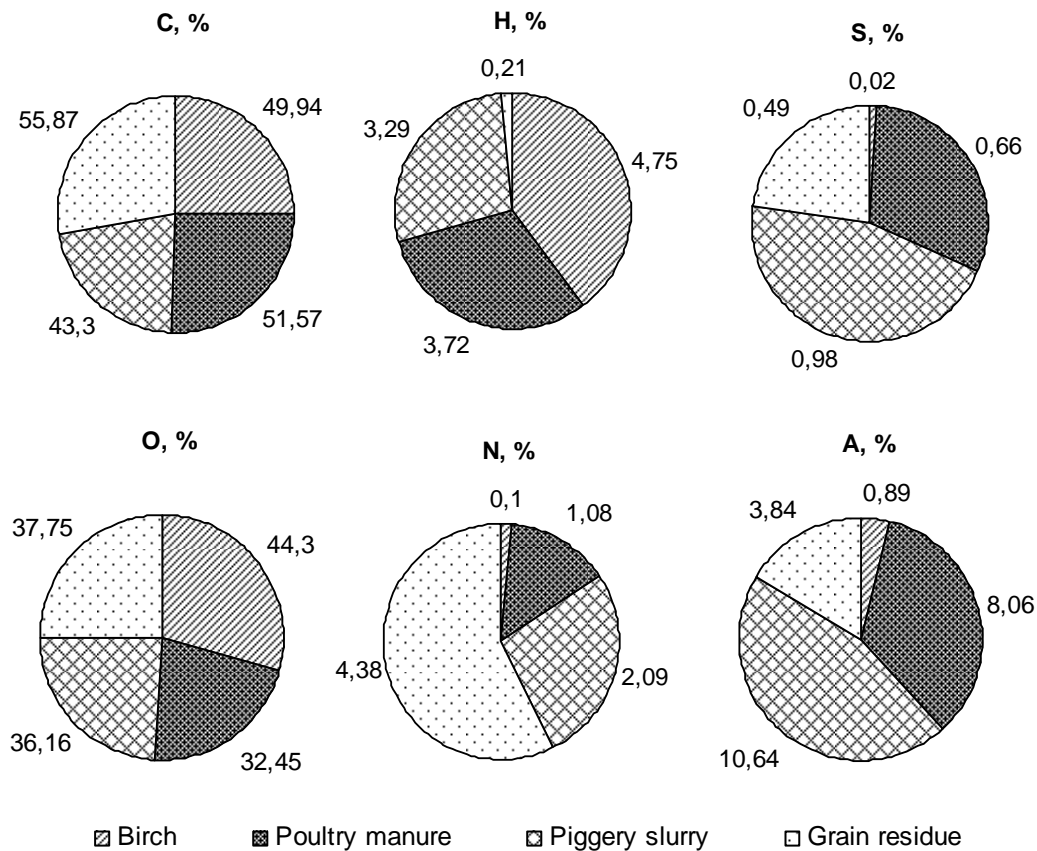 C, %
H, %
S, %
55,87
49,94
43,3
51,57
0,21
3,29
4,75
3,72
0,02
0,49
0,66
0,98
O, %
N, %
A, %
37,75
44,3
36,16
32,45
0,1
1,08
4,38
2,09
0,89
3,84
8,06
10,64
Birch
Poultry manure
Piggery slurry
Grain residue